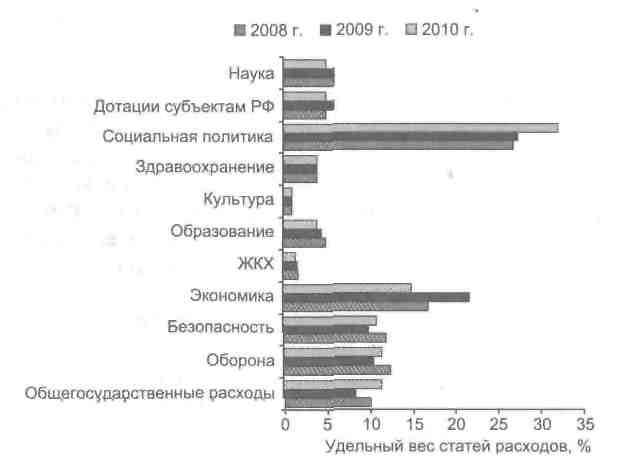 2008 г. 2009 г. 2010 г.
Наука
Дотации субъектам РФ
Социальная политика
Здравоохранение
Культура
Образование
ЖКХ
Экономика
Безопасность
Оборона
Общегосударственные расходы
0 5 10 15 20 25 30 35
Удельный вес статей расходов, %